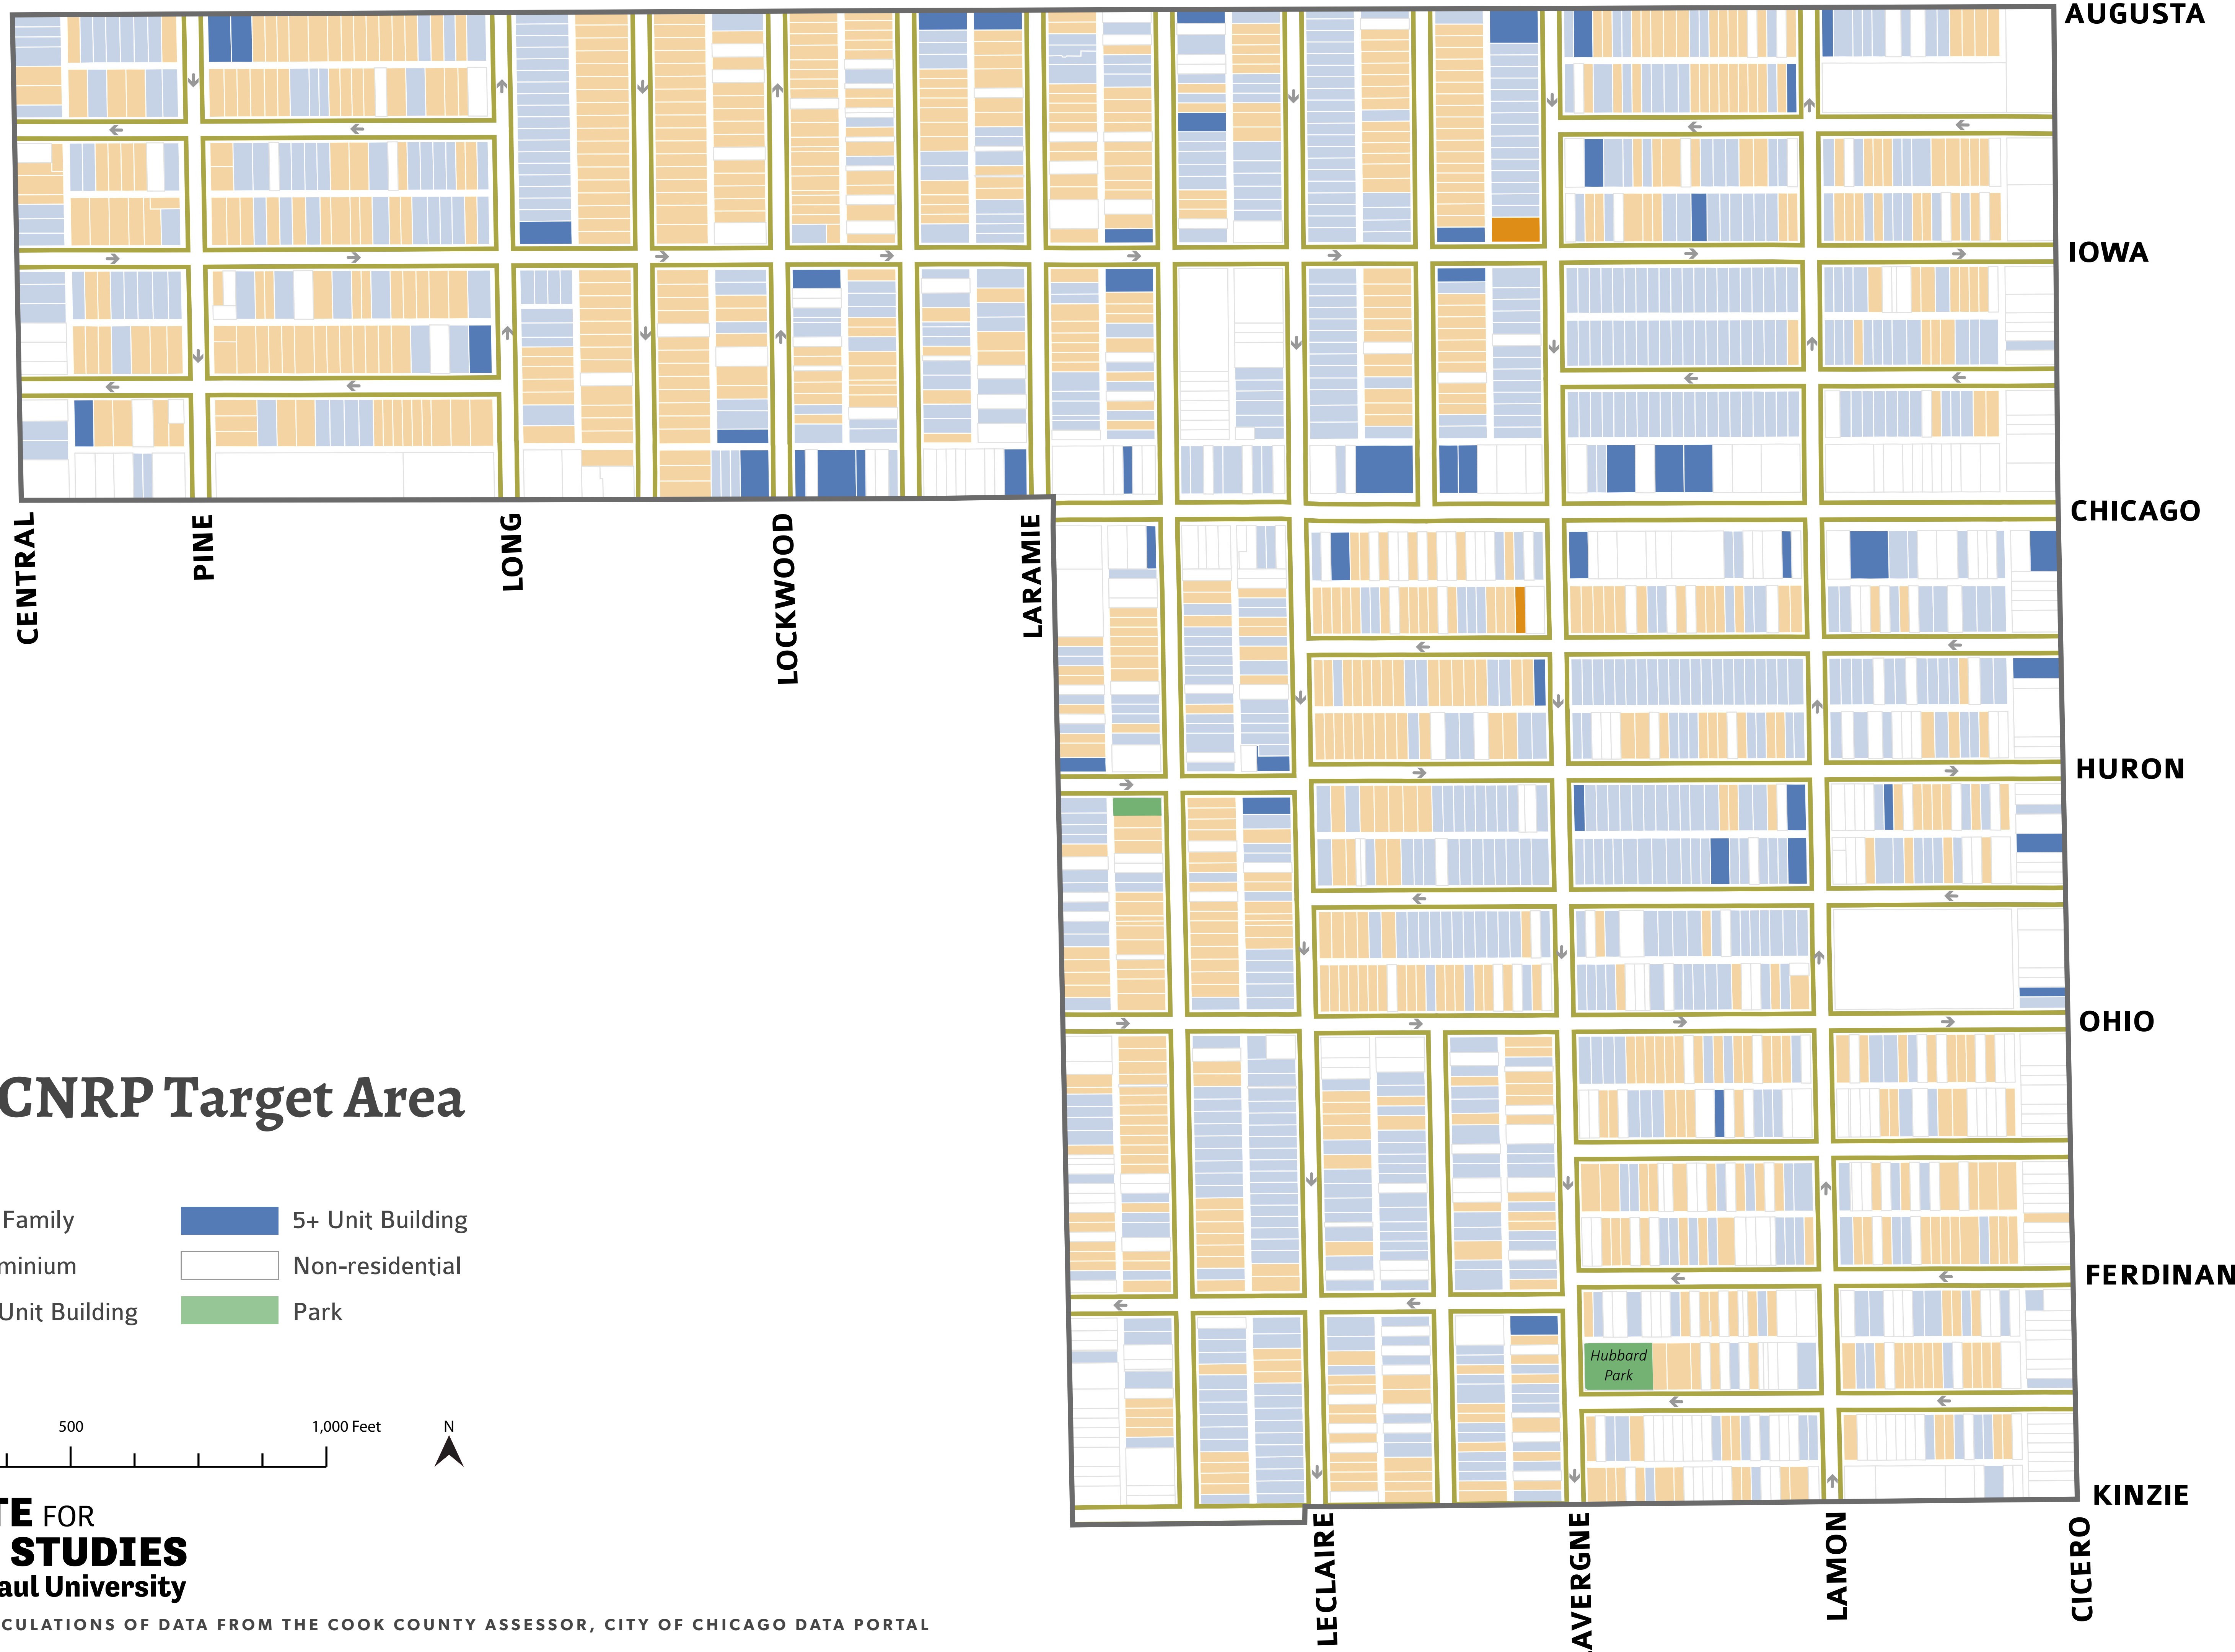 AUGUSTA
IOWA
CHICAGO
CENTRAL
PINE
LONG
LOCKWOOD
LARAMIE
HURON
OHIO
CNRP Target Area
Family
5+ Unit Building
minium
Non-residential
Unit Building
Park
FERDINAN
Hubbard
Park
500
1,000 Feet
N
KINZIE
TE FOR
STUDIES
aul University
LECLAIRE
AVERGNE
LAMON
CICERO
CULATIONS OF DATA FROM THE COOK COUNTY ASSESSOR, CITY OF CHICAGO DATA PORTAL